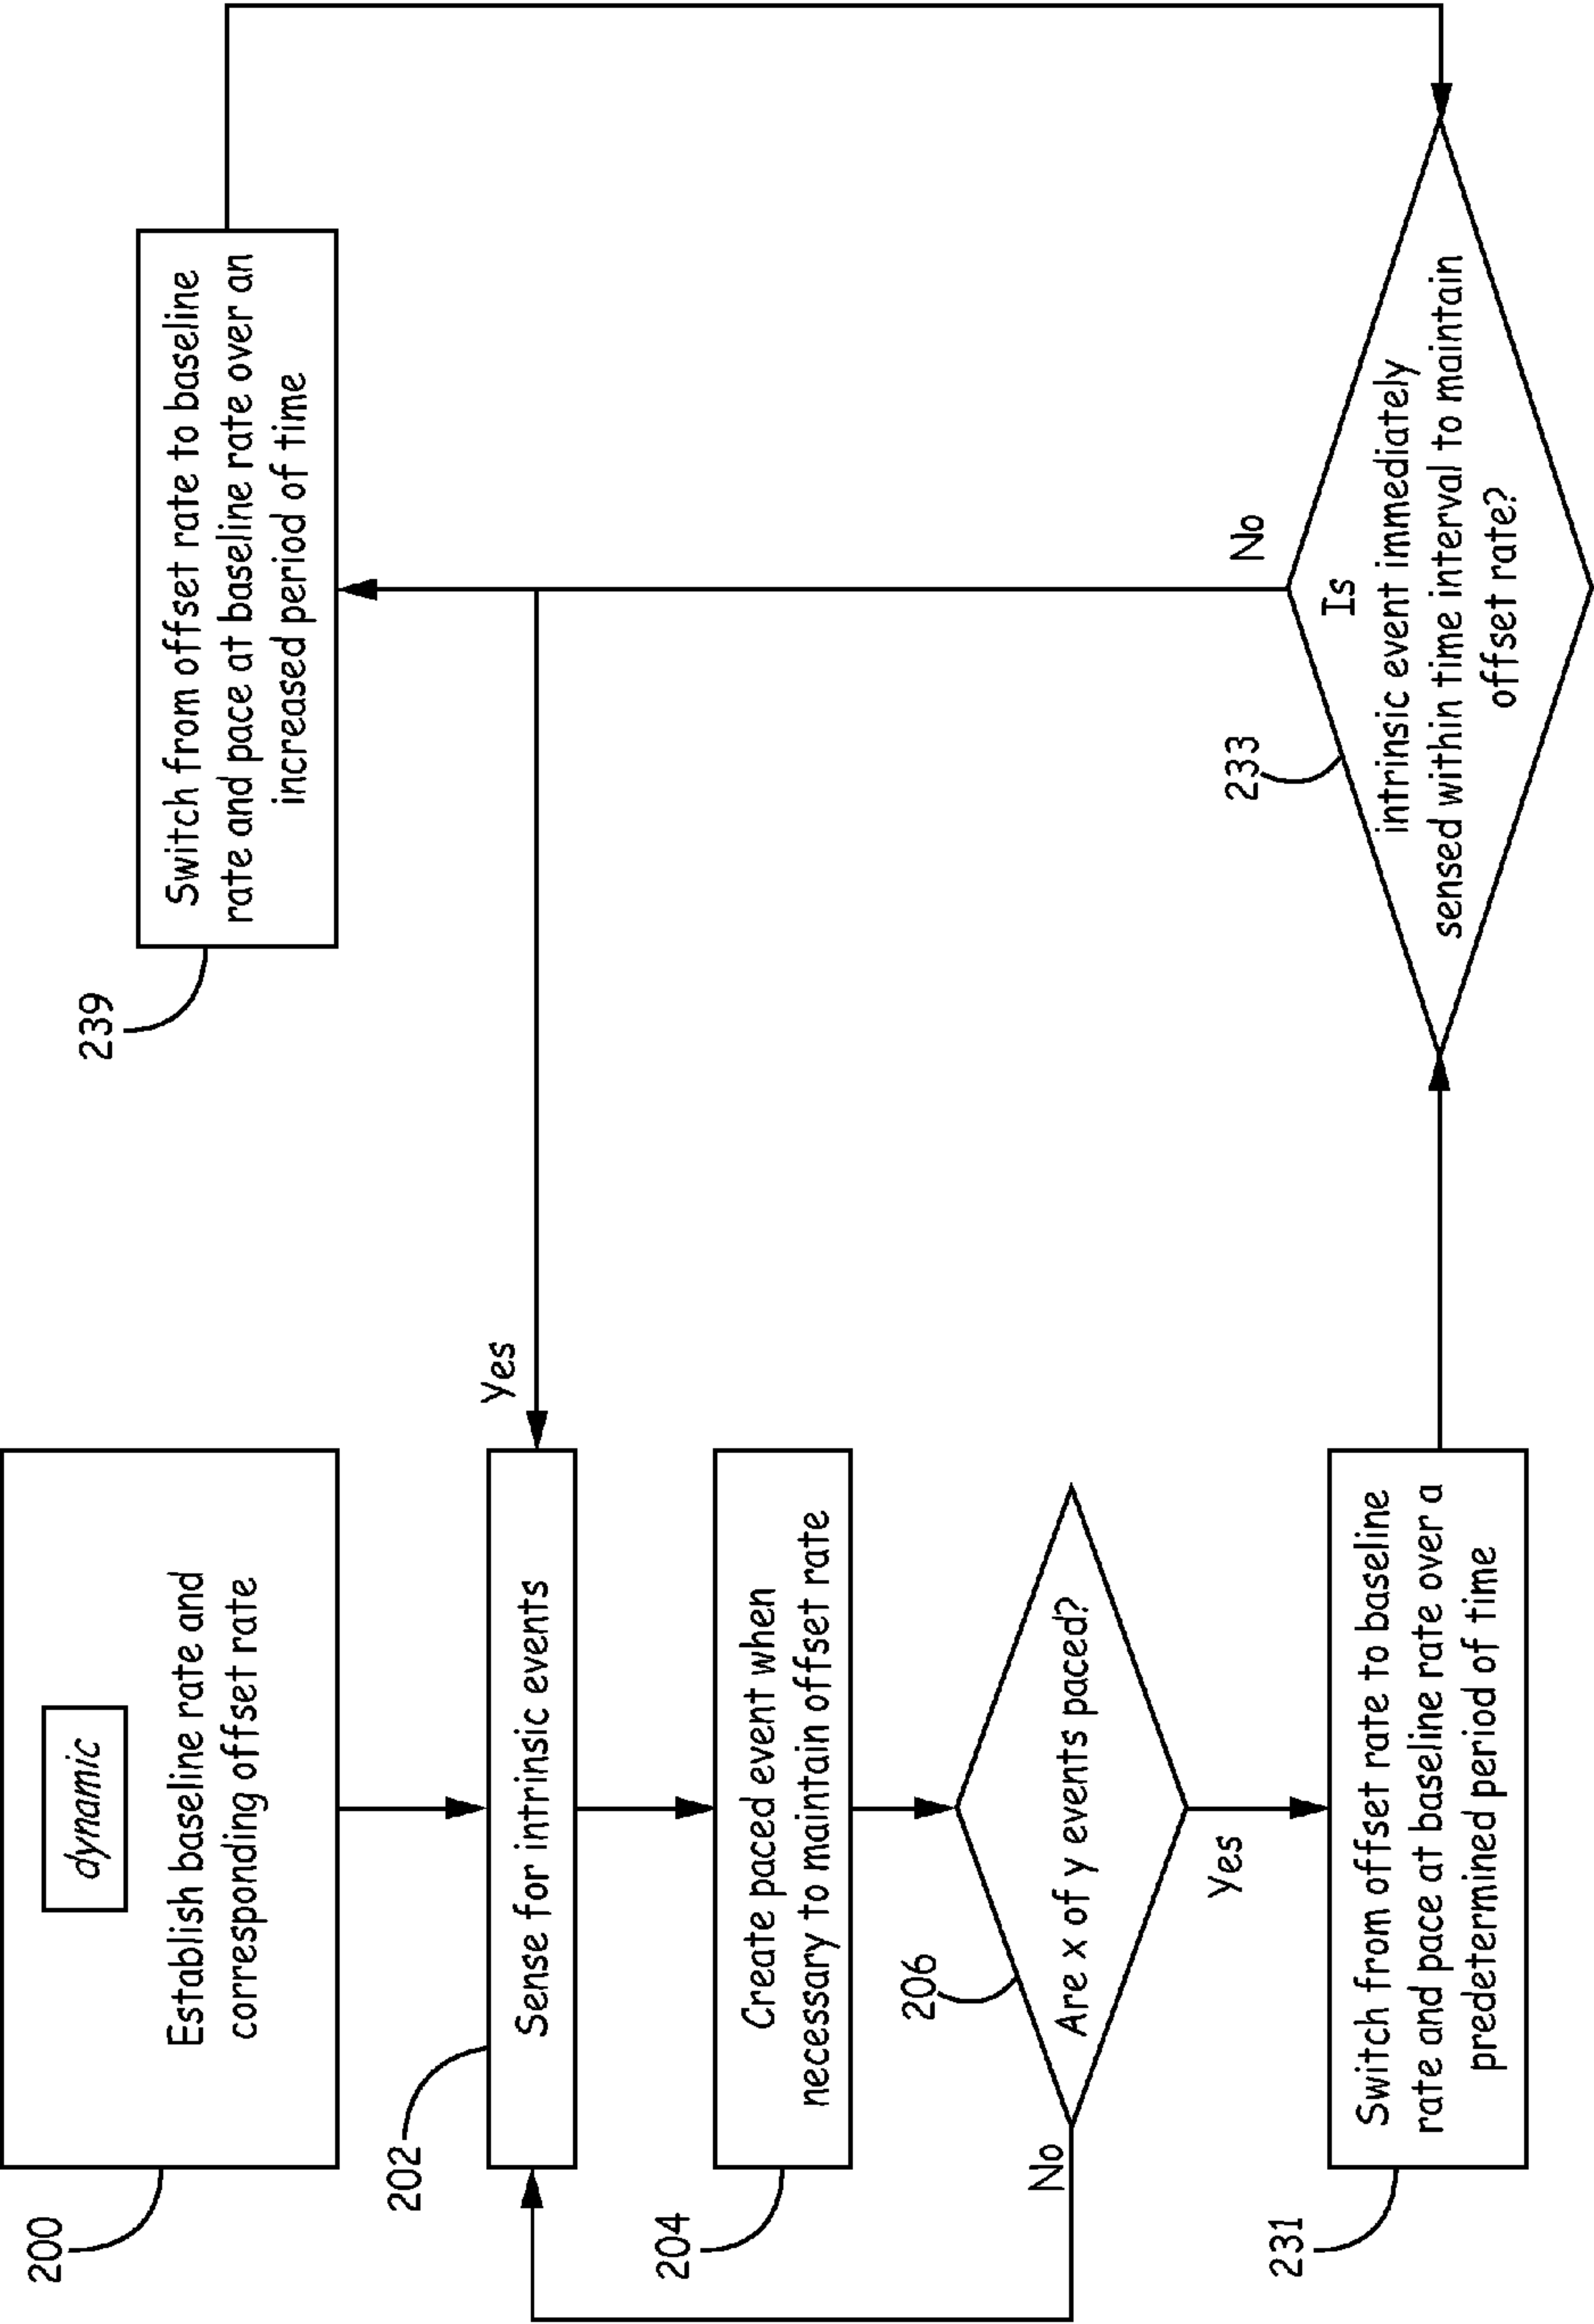 200
dynamic
Establish baseline rate and
corresponding offset rate
202
Sense for intrinsic events
Yes
204
Create paced event when
necessary to maintain offset rate
206
Are x of y events paced?
No
Yes
231
Switch from offset rate to baseline
rate and pace at baseline rate over a
predetermined period of time
239
Switch from offset rate to baseline
rate and pace at baseline rate over an
increased period of time
No
233
Is
intrinsic event immediately
sensed within time interval to maintain
offset rate?